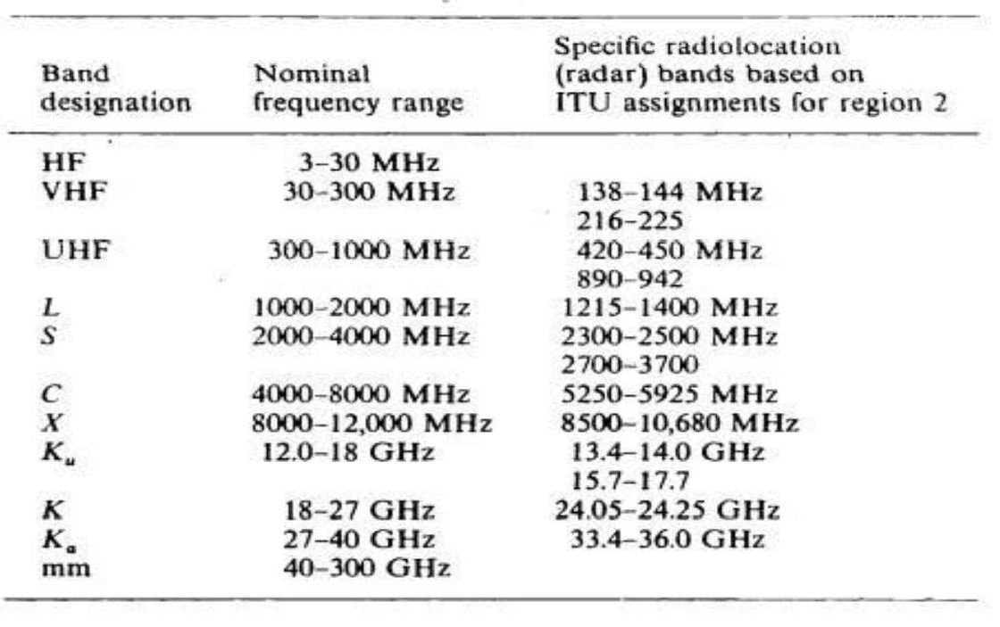 Band designation Nominal frequency range Specific radiolocation (radar) bands based on ITU assignments for region 2
HF 3–30 MHz
VHF 30–300 MHz 138–144 MHz
216–225
UHF 300–1000 MHz 420–450 MHz
890–942
L 1000–2000 MHz 1215–1400 MHz
S 2000–4000 MHz 2300–2500 MHz
2700–3700
C 4000–8000 MHz 5250–5925 MHz
X 8000–12,000 MHz 8500–10,680 MHz
Ku 12.0–18 GHz 13.4–14.0 GHz
15.7–17.7
K 18–27 GHz 24.05–24.25 GHz
Ka 27–40 GHz 33.4–36.0 GHz
mm 40–300 GHz